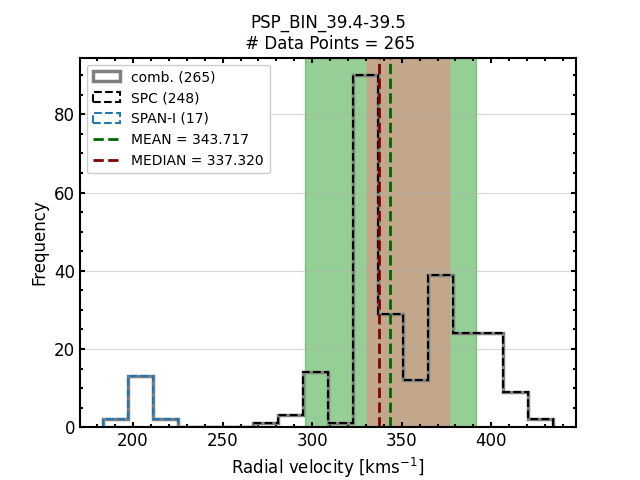 PSP_BIN_39.4-39.5
# Data Points = 265
comb. (265)
SPC (248)
SPAN-I (17)
MEAN = 343.717
MEDIAN = 337.320
Frequency
80
60
40
20
0
200 250 300 350 400
Radial velocity [kms⁻¹]